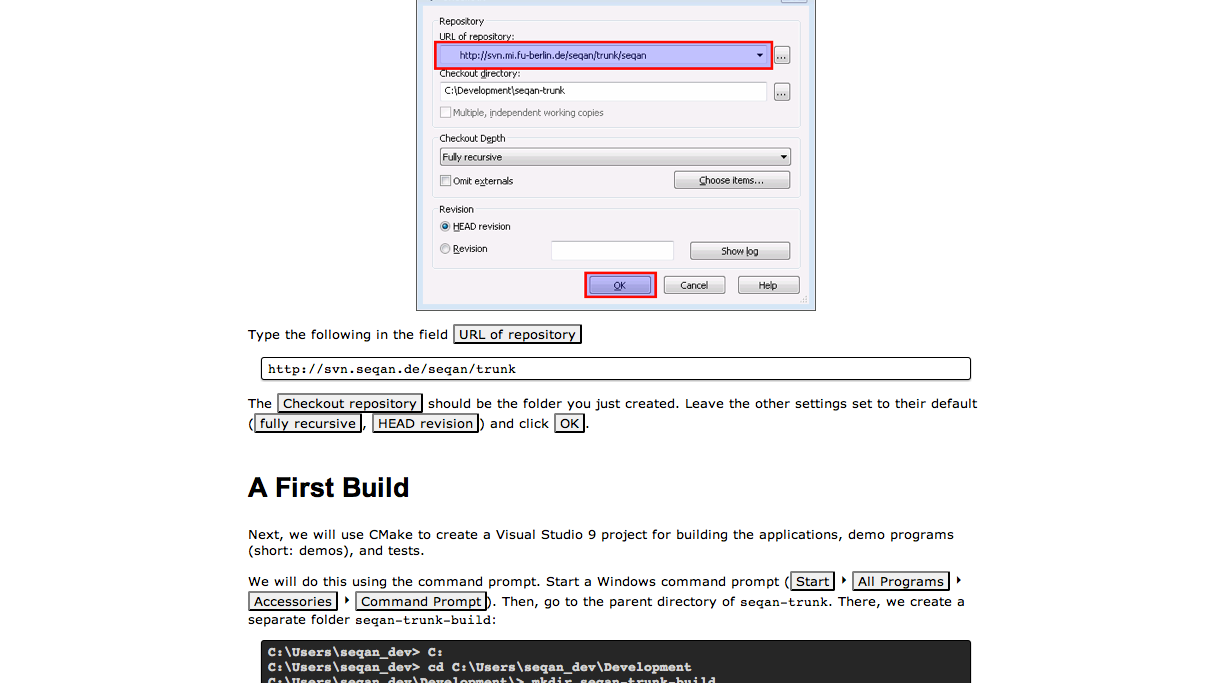 Repository
URL of repository:
http://svn.mi.fu-berlin.de/seqan/trunk/seqan
...
Checkout directory:
C:\Development\seqan-trunk
...
Multiple, independent working copies
Checkout Depth
Fully recursive
Omit externals
Choose items...
Revision
HEAD revision
Revision
Show log
OK
Cancel
Help
Type the following in the field URL of repository
http://svn.seqan.de/seqan/trunk
The Checkout repository should be the folder you just created. Leave the other settings set to their default
(fully recursive, HEAD revision) and click OK.
A First Build
Next, we will use CMake to create a Visual Studio 9 project for building the applications, demo programs
(short: demos), and tests.
We will do this using the command prompt. Start a Windows command prompt (Start ‣ All Programs ‣
Accessories ‣ Command Prompt). Then, go to the parent directory of seqan-trunk. There, we create a
separate folder seqan-trunk-build:
C:\Users\seqan_dev> C:
C:\Users\seqan_dev> cd C:\Users\seqan_dev\Development
C:\Users\seqan_dev\Development\> mkdir seqan-trunk-build